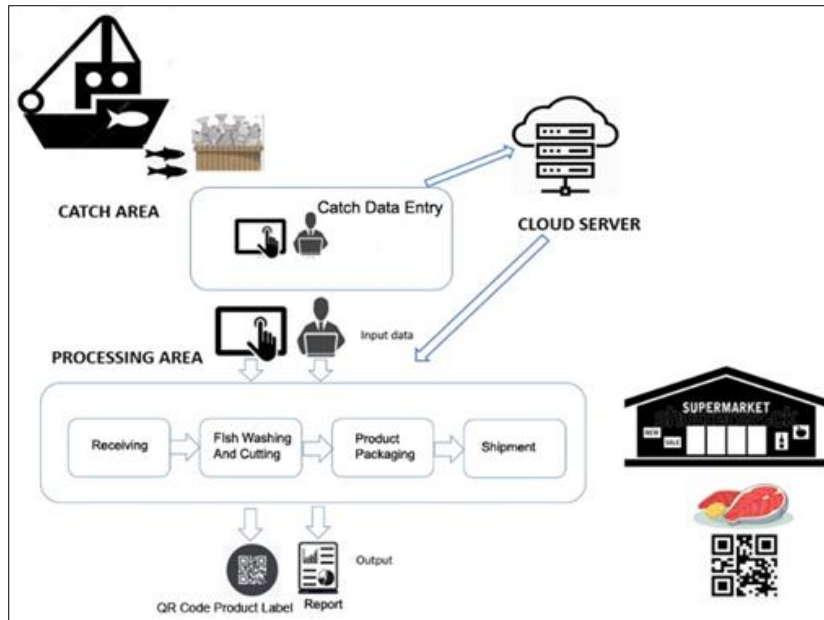 Catch Data Entry
CATCH AREA
CLOUD SERVER
Input data
PROCESSING AREA
Receiving
FIsh Washing
And Cutting
Product
Packaging
Shipment
SUPERMARKET
NEW
SALE
Output
QR Code Product Label
Report